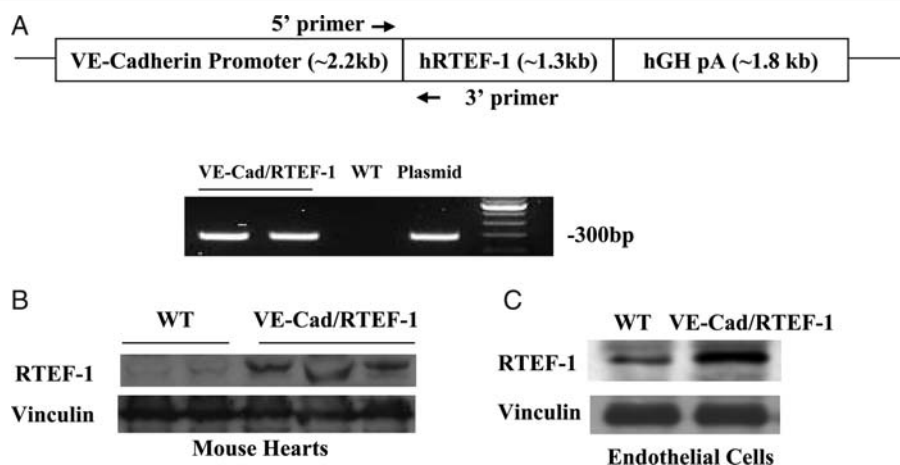 A
5' primer
VE-Cadherin Promoter (~2.2kb) hRTEF-1 (~1.3kb) hGH pA (~1.8 kb)
3' primer
VE-Cad/RTEF-1 WT Plasmid
-300bp
B
WT VE-Cad/RTEF-1
RTEF-1
Vinculin
Mouse Hearts
C
WT VE-Cad/RTEF-1
RTEF-1
Vinculin
Endothelial Cells